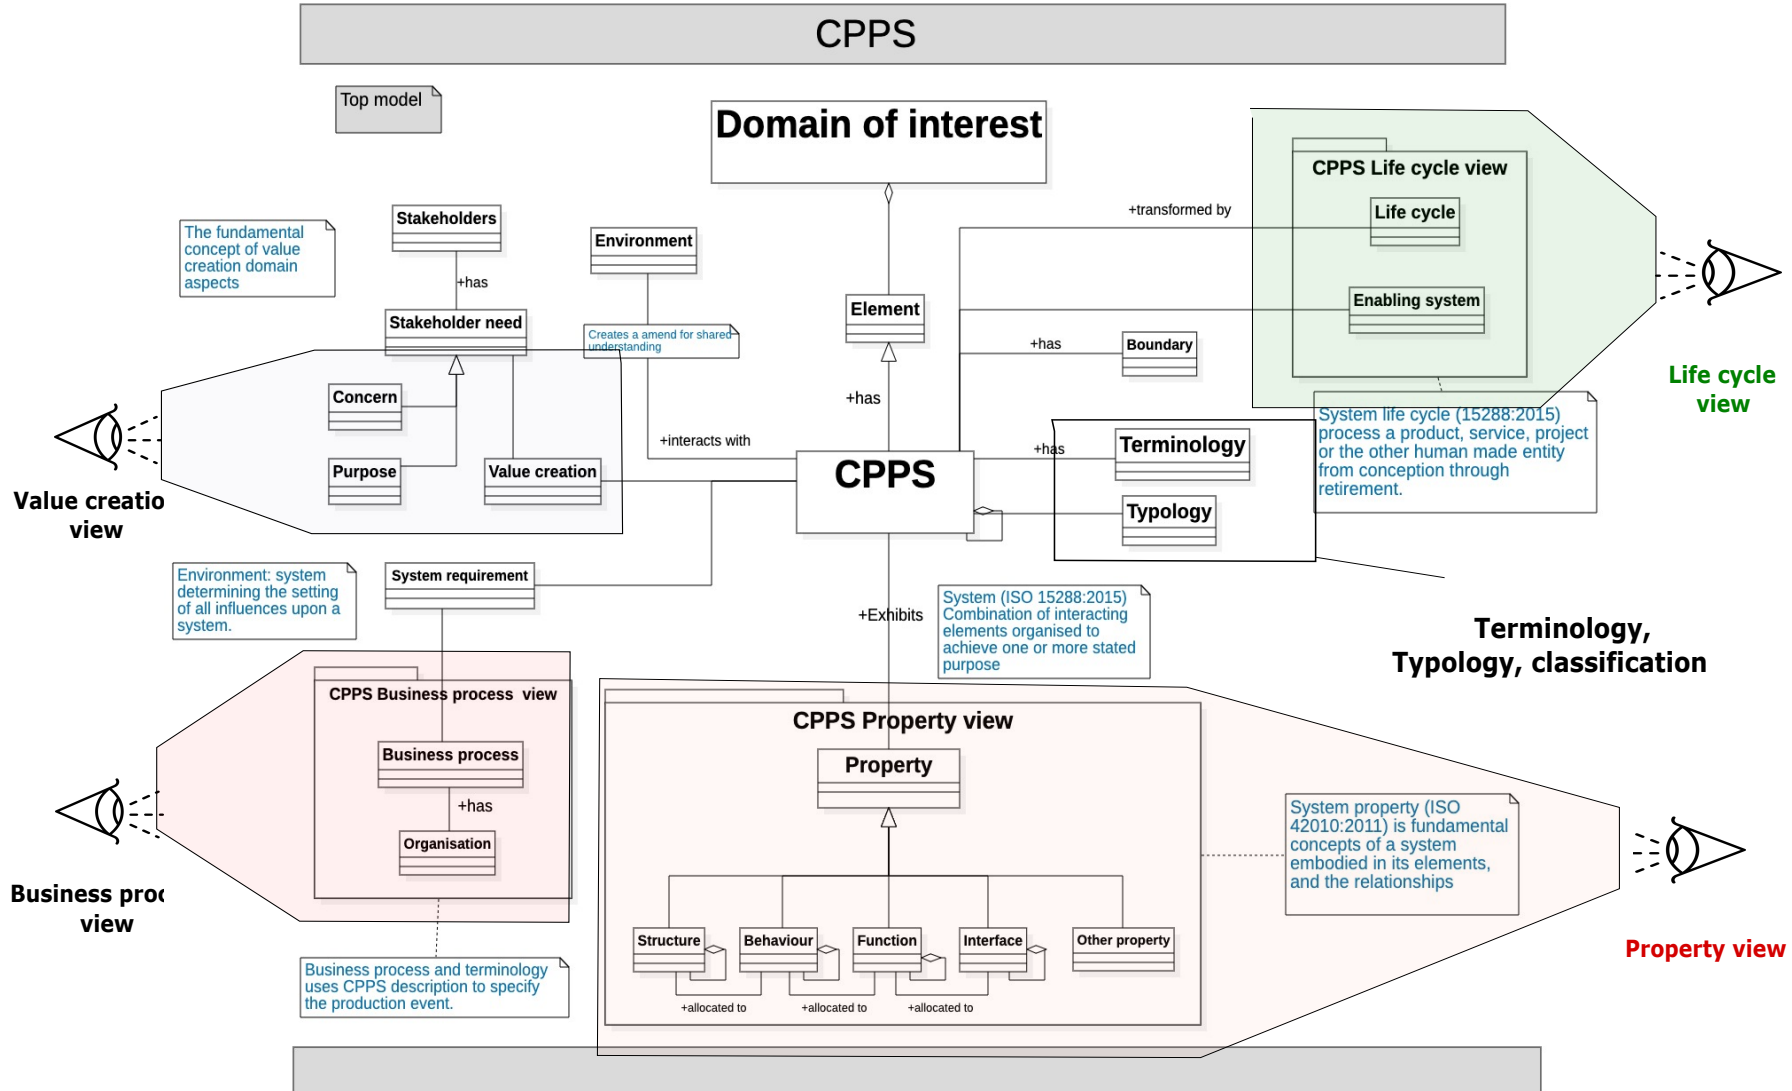 CPPS
Top model
Domain of interest
CPPS Life cycle view
Life cycle
Enabling system
+transformed by
Life cycle
view
The fundamental
concept of value
creation domain
aspects
Stakeholders
+has
Stakeholder need
Environment
Creates a amend for shared
understanding
Element
+has
Boundary
+has
Concern
Purpose
Value creation
+interacts with
CPPS
+has
Terminology
Typology
System life cycle (15288:2015)
process a product, service, project
or the other human made entity
from conception through
retirement.
Value creatio
view
Environment: system
determining the setting
of all influences upon a
system.
System requirement
+Exhibits
System (ISO 15288:2015)
Combination of interacting
elements organised to
achieve one or more stated
purpose
Terminology,
Typology, classification
CPPS Business process view
Business process
+has
Organisation
Business proc
view
Business process and terminology
uses CPPS description to specify
the production event.
CPPS Property view
Property
Structure
Behaviour
Function
Interface
Other property
+allocated to
+allocated to
+allocated to
System property (ISO
42010:2011) is fundamental
concepts of a system
embodied in its elements,
and the relationships
Property view